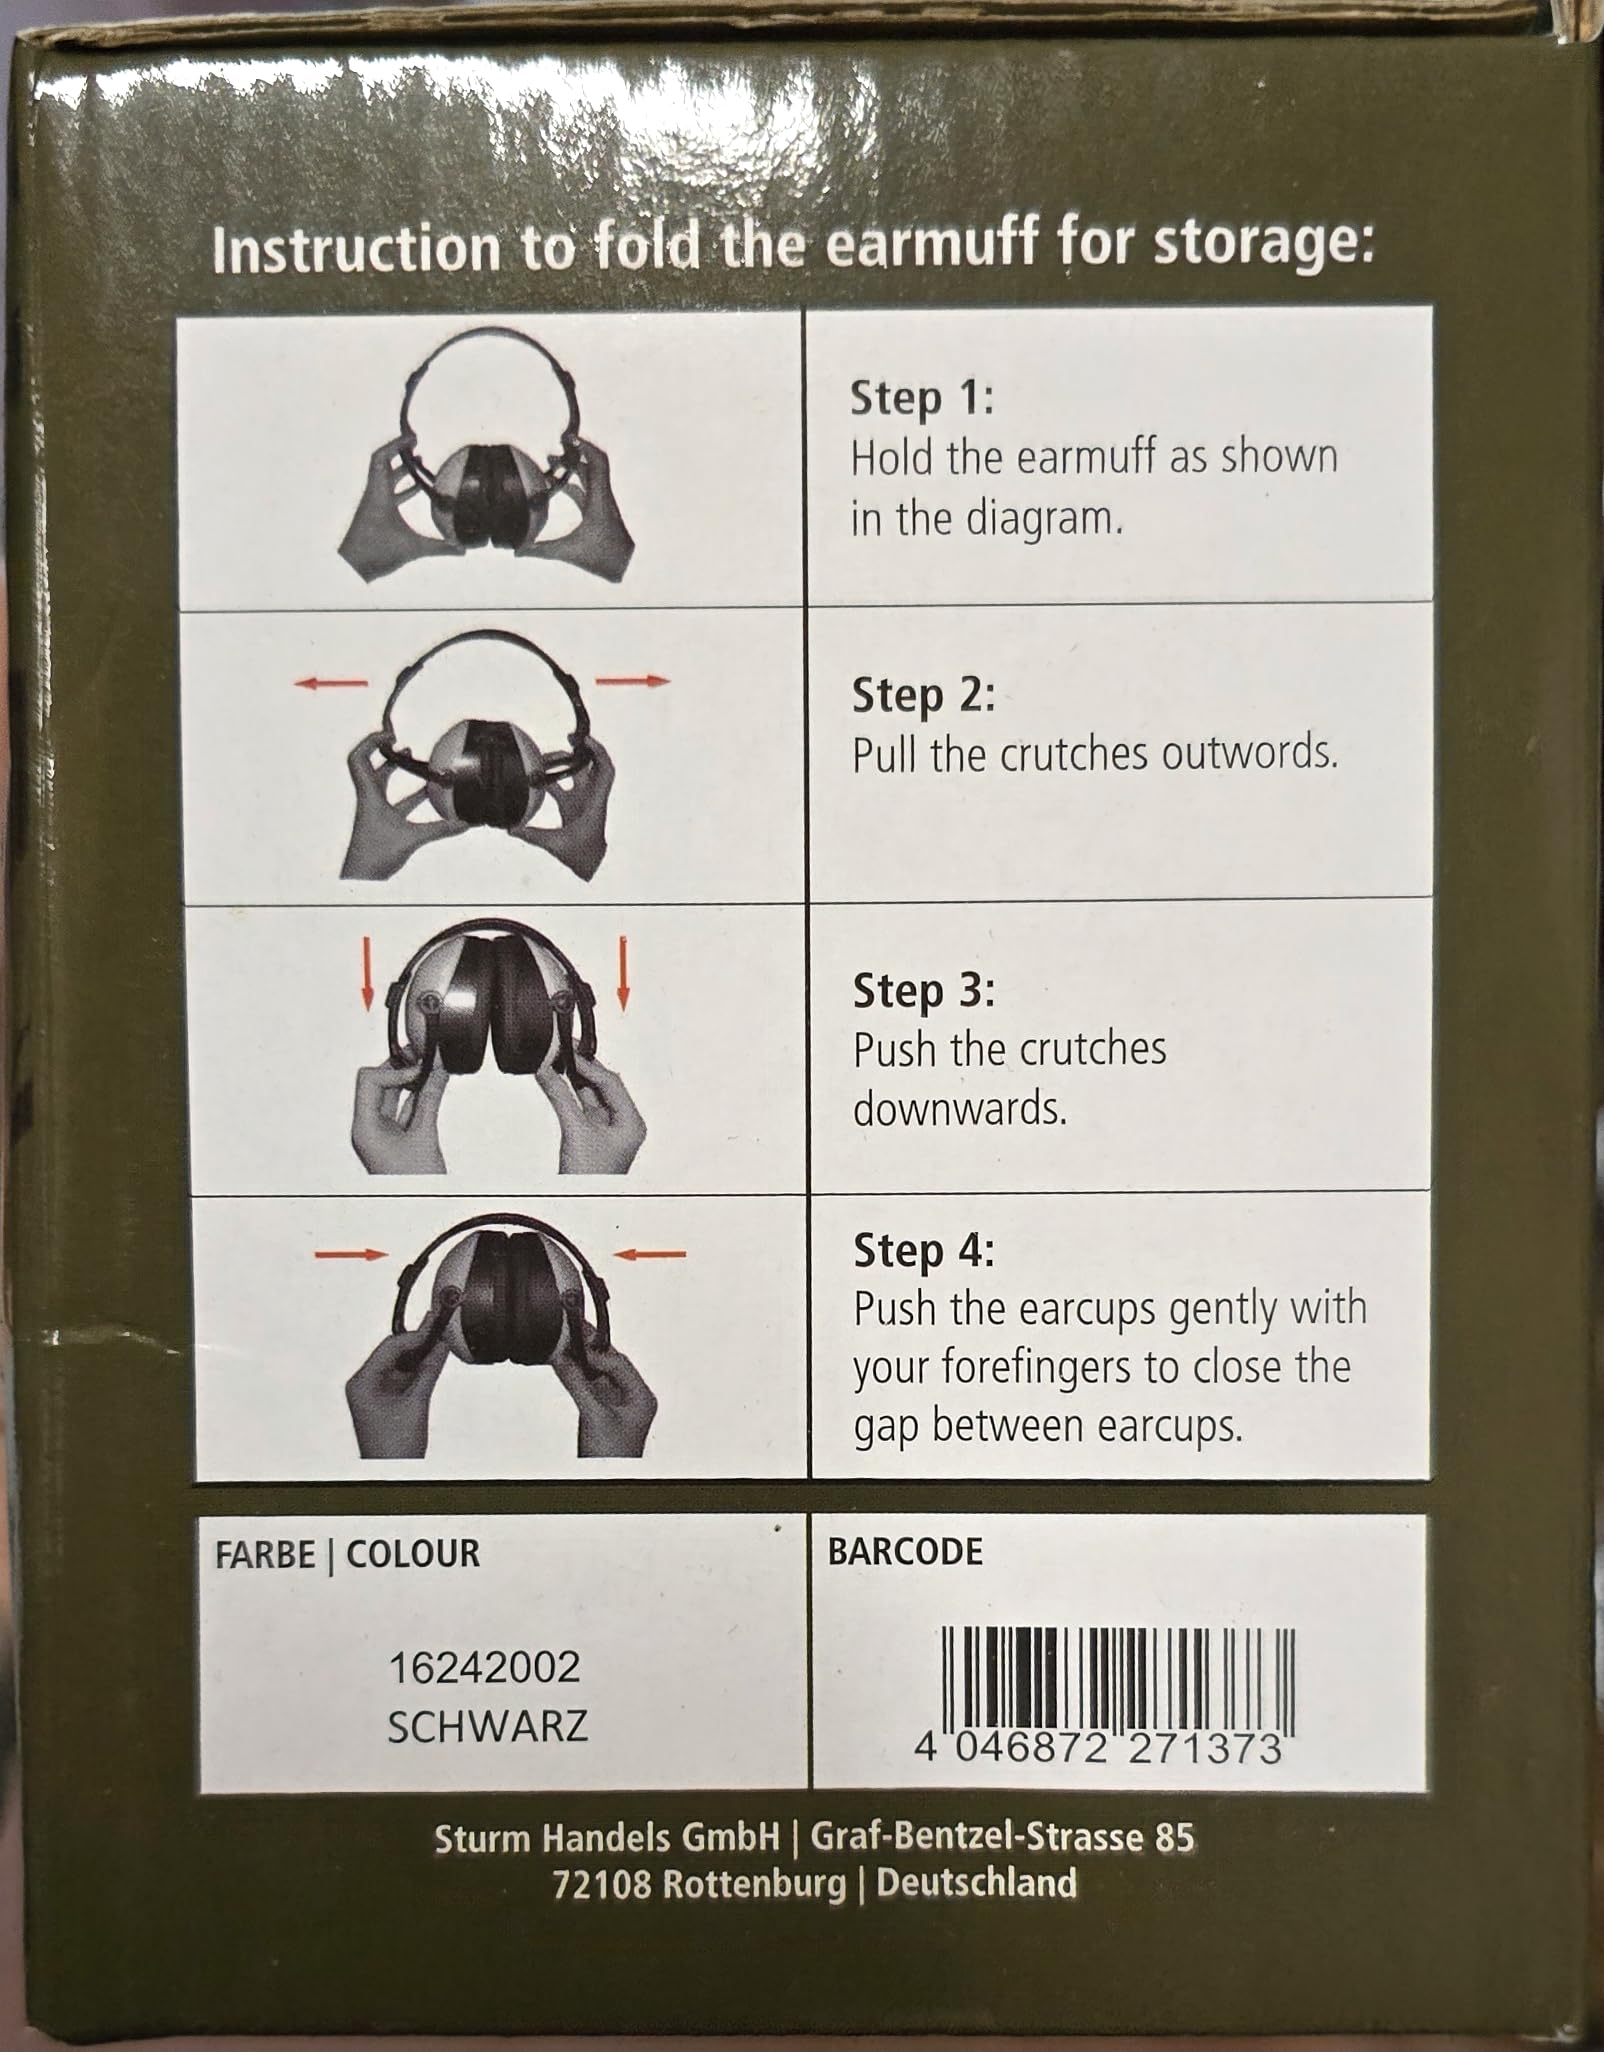 Instruction to fold the earmuff for storage:
Step 1:
Hold the earmuff as shown
in the diagram.
Step 2:
Pull the crutches outwords.
Step 3:
Push the crutches
downwards.
Step 4:
Push the earcups gently with
your forefingers to close the
gap between earcups.
FARBE | COLOUR
16242002
SCHWARZ
BARCODE
4 046872 271373
Sturm Handels GmbH | Graf-Bentzel-Strasse 85
72108 Rottenburg | Deutschland